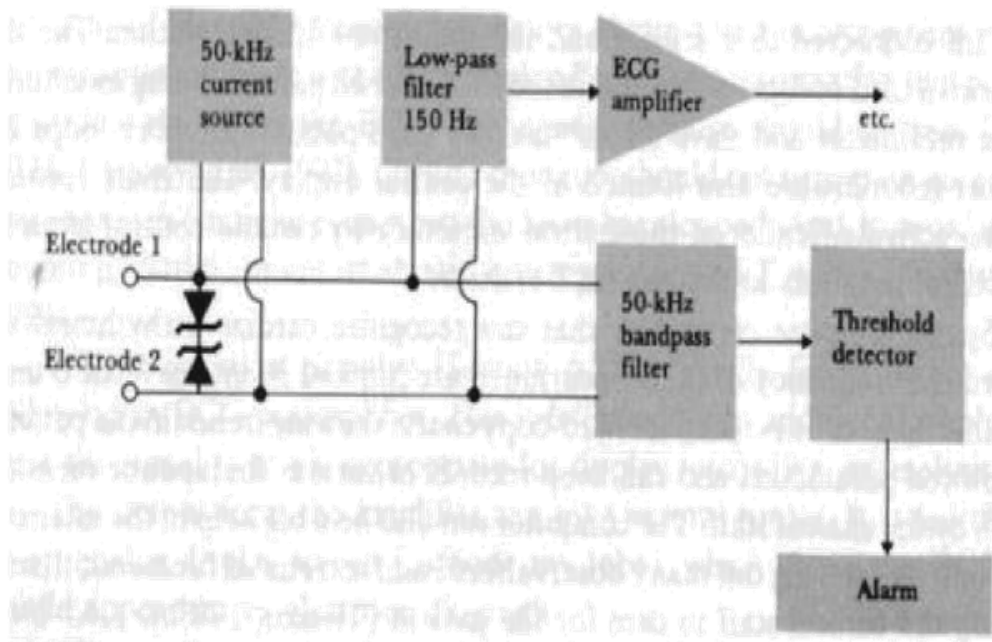 50-kHz
current
source
Low-pass
filter
150 Hz
ECG
amplifier
etc.
Electrode 1
Electrode 2
50-kHz
bandpass
filter
Threshold
detector
Alarm